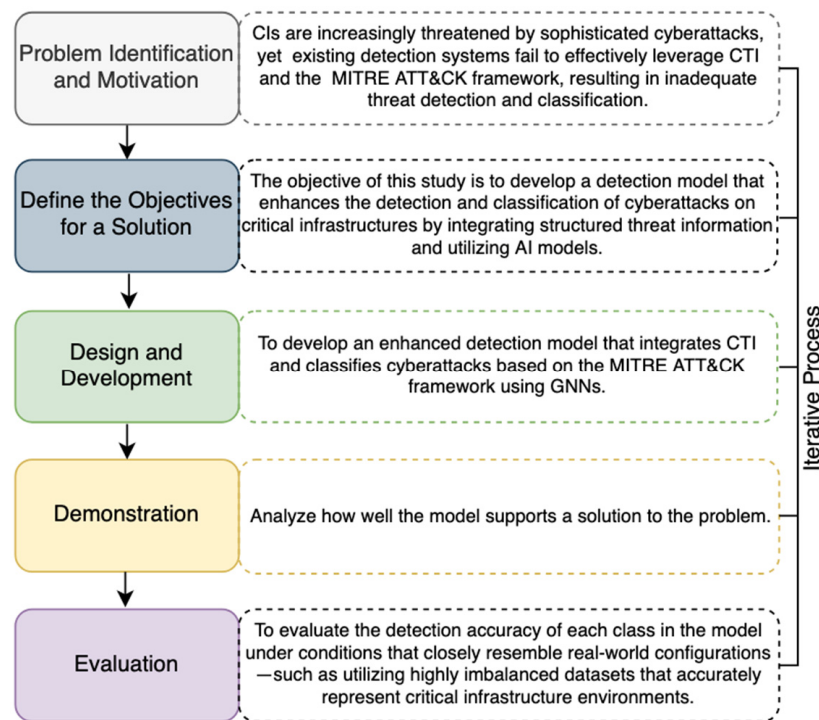 Problem Identification
and Motivation
CIs are increasingly threatened by sophisticated cyberattacks,
yet existing detection systems fail to effectively leverage CTI
and the MITRE ATT&CK framework, resulting in inadequate
threat detection and classification.
Define the Objectives
for a Solution
The objective of this study is to develop a detection model that
enhances the detection and classification of cyberattacks on
critical infrastructures by integrating structured threat information
and utilizing AI models.
Design and
Development
To develop an enhanced detection model that integrates CTI
and classifies cyberattacks based on the MITRE ATT&CK
framework using GNNs.
Demonstration
Analyze how well the model supports a solution to the problem.
Evaluation
To evaluate the detection accuracy of each class in the model
under conditions that closely resemble real-world configurations
—such as utilizing highly imbalanced datasets that accurately
represent critical infrastructure environments.
Iterative Process